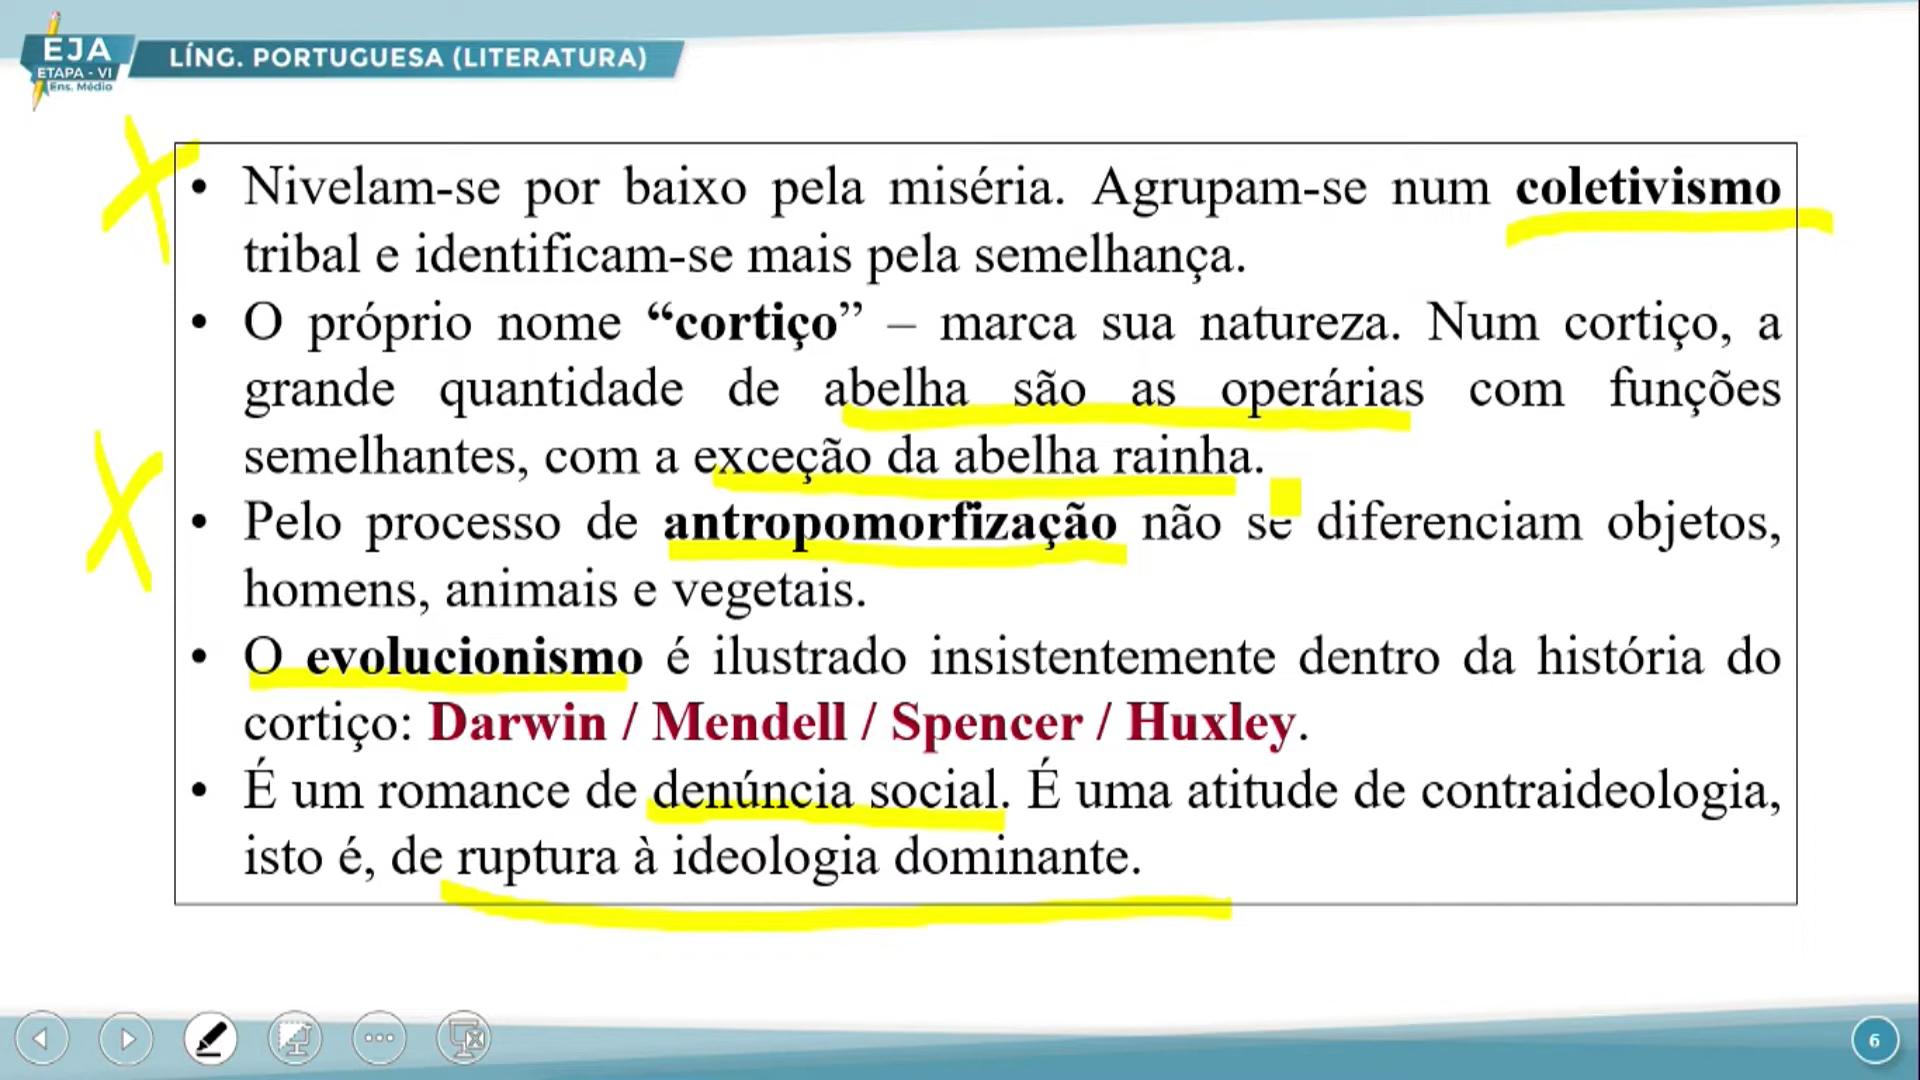 EJA
ETAPA - VI
Ens. Médio
LÍNG. PORTUGUESA (LITERATURA)
• Nivelam-se por baixo pela miséria. Agrupam-se num coletivismo
tribal e identificam-se mais pela semelhança.
• O próprio nome “cortiço” – marca sua natureza. Num cortiço, a
grande quantidade de abelha são as operárias com funções
semelhantes, com a exceção da abelha rainha.
• Pelo processo de antropomorfização não se diferenciam objetos,
homens, animais e vegetais.
• O evolucionismo é ilustrado insistentemente dentro da história do
cortiço: Darwin / Mendell / Spencer / Huxley.
• É um romance de denúncia social. É uma atitude de contraideologia,
isto é, de ruptura à ideologia dominante.
6